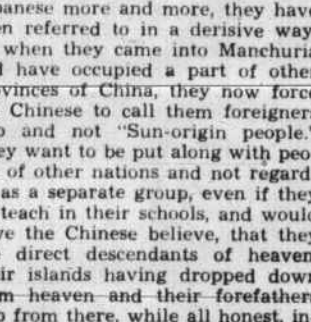 panese more and more, they have
en referred to in a derisive way
when they came into Manchuria
d have occupied a part of other
ovinces of China, they now force
Chinese to call them foreigners
o and not "Sun-origin people."
ey want to be put along with peo
of other nations and not regard
as a separate group, even if they
teach in their schools, and would
ve the Chinese believe, that they
direct descendants of heaven
ir islands having dropped down
m heaven and their forefathers
o from there, while all honest, in